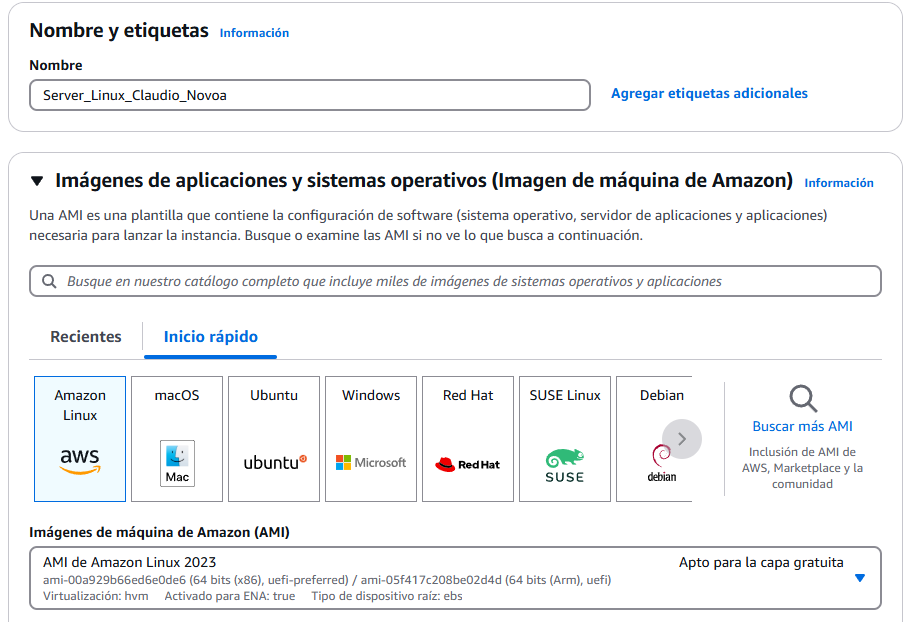 Nombre y etiquetas Información
Nombre
Server_Linux_Claudio_Novoa
Agregar etiquetas adicionales
Imágenes de aplicaciones y sistemas operativos (Imagen de máquina de Amazon) Información
Una AMI es una plantilla que contiene la configuración de software (sistema operativo, servidor de aplicaciones y aplicaciones)
necesaria para lanzar la instancia. Busque o examine las AMI si no ve lo que busca a continuación.
Busque en nuestro catálogo completo que incluye miles de imágenes de sistemas operativos y aplicaciones
Recientes
Inicio rápido
Amazon
Linux
aws
macOS
Mac
Ubuntu
ubuntu
Windows
Microsoft
Red Hat
Red Hat
SUSE Linux
SUSE
Debian
debian
Buscar más AMI
Inclusión de AMI de
AWS, Marketplace y la
comunidad
Imágenes de máquina de Amazon (AMI)
AMI de Amazon Linux 2023
Apto para la capa gratuita
ami-00a929b66ed6e0de6 (64 bits (x86), uefi-preferred) / ami-05f417c208be02d4d (64 bits (Arm), uefi)
Virtualización: hvm Activado para ENA: true Tipo de dispositivo raíz: ebs